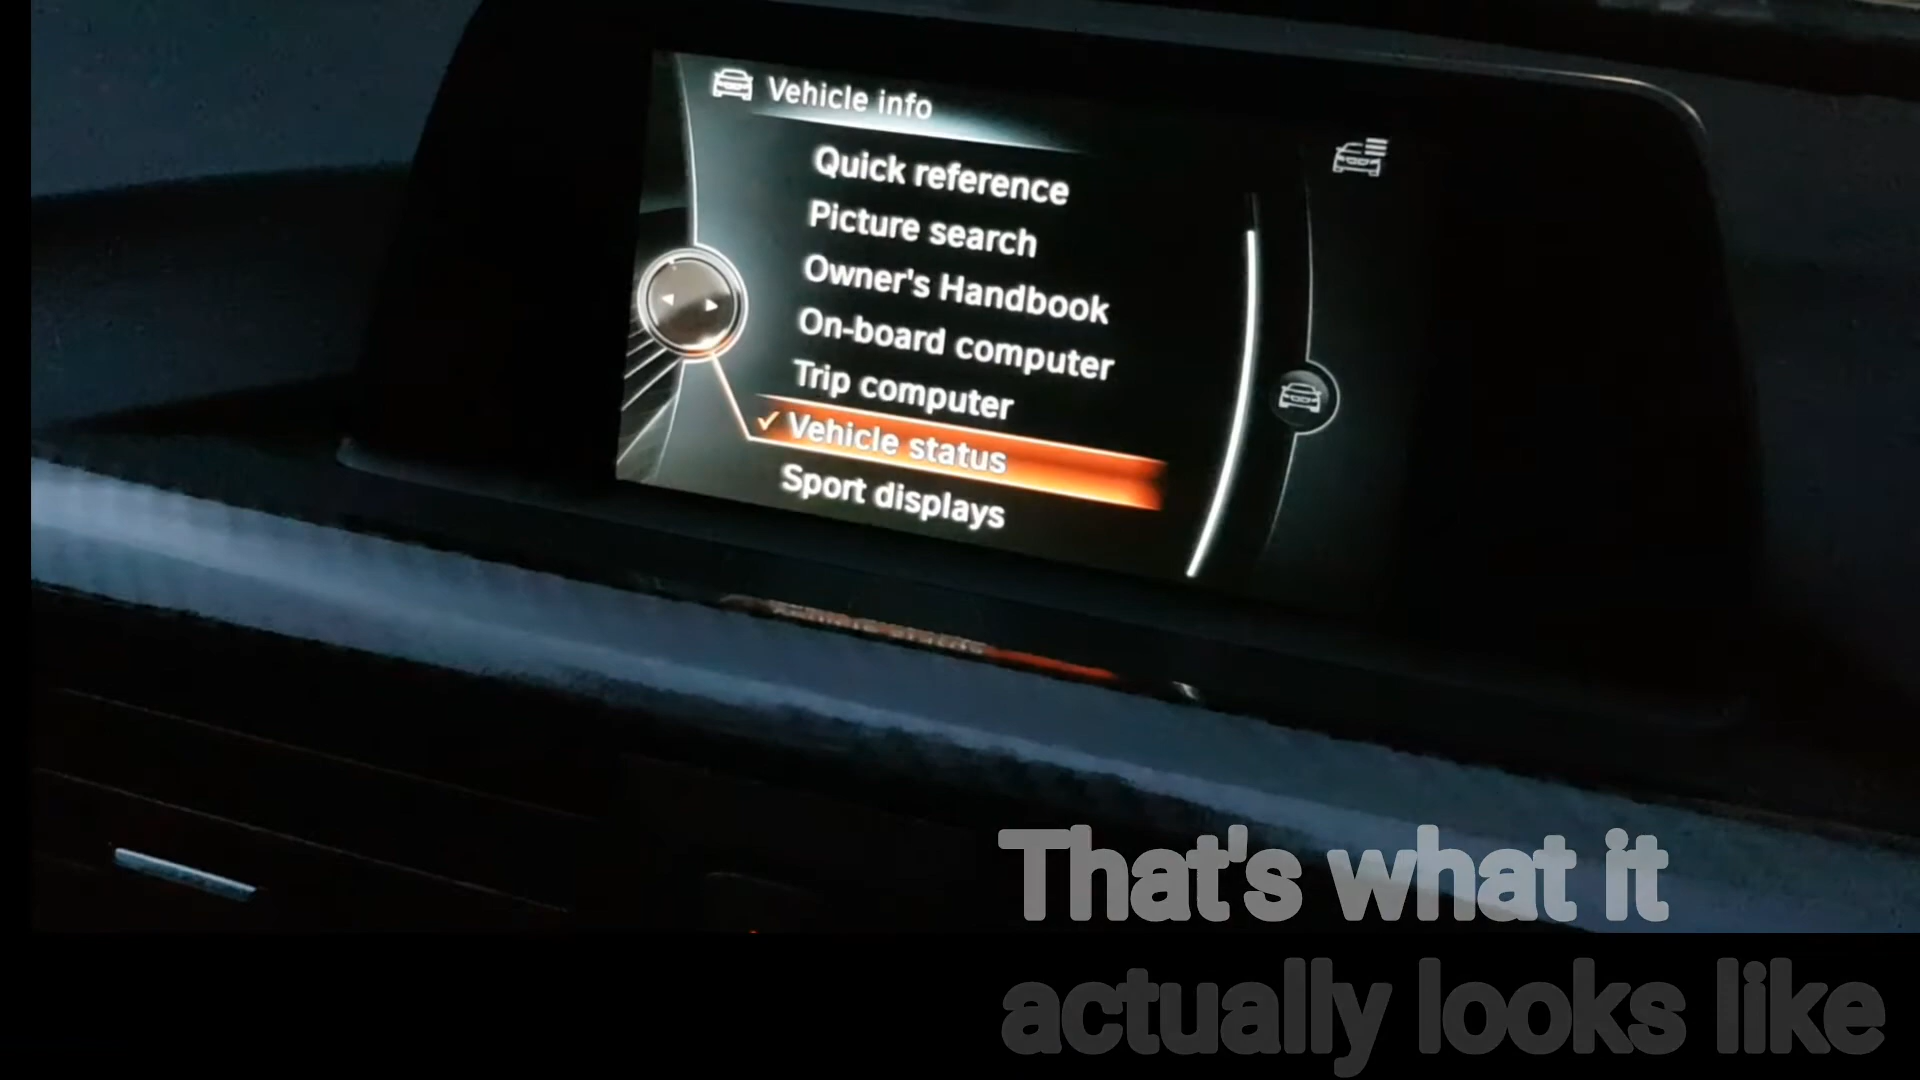 Vehicle info
Quick reference
Picture search
Owner's Handbook
On-board computer
Trip computer
✓ Vehicle status
Sport displays
That's what it
actually looks like